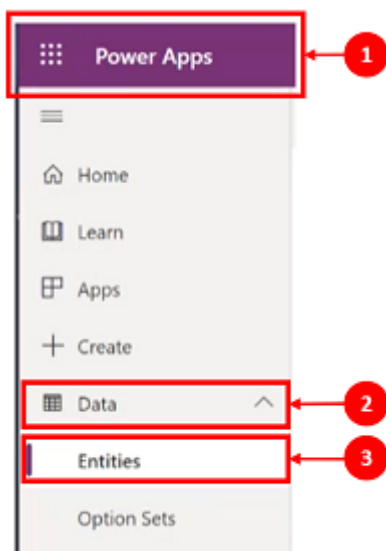 Power Apps
1
Home
Learn
Apps
Create
Data
2
Entities
3
Option Sets